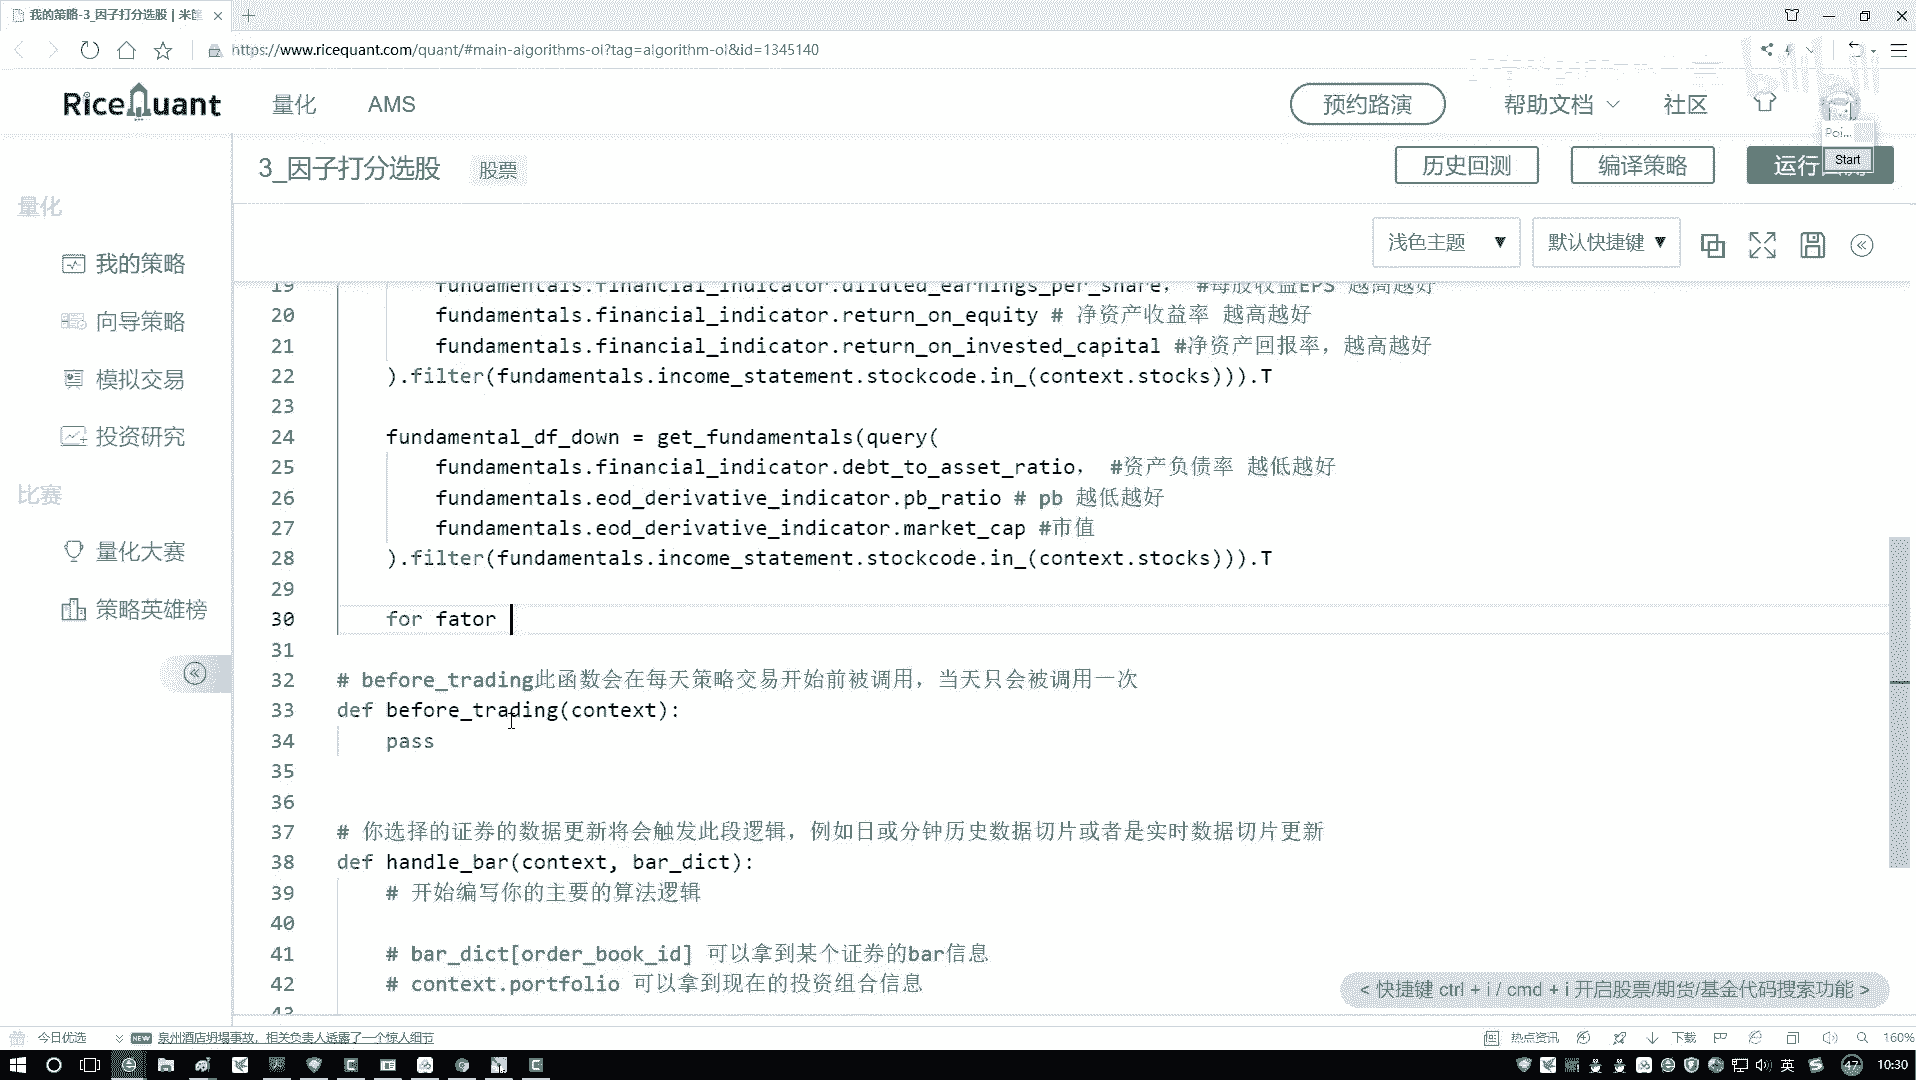 我的策略-3_因子打分选股 | 米筐
https://www.ricequant.com/quant/#main-algorithms-ol?tag=algorithm-ol&id=1345140
RiceQuant
量化
AMS
预约路演
帮助文档
社区
Poi...
Start
3_因子打分选股
股票
历史回测
编译策略
运行
浅色主题 ▼
默认快捷键 ▼
量化
我的策略
向导策略
模拟交易
投资研究
比赛
量化大赛
策略英雄榜
19 fundamentals.financial_indicator.diluted_earnings_per_share, #每股收益EPS 越高越好
20 fundamentals.financial_indicator.return_on_equity # 净资产收益率 越高越好
21 fundamentals.financial_indicator.return_on_invested_capital #净资产回报率，越高越好
22 ).filter(fundamentals.income_statement.stockcode.in_(context.stocks))).T
23
24 fundamental_df_down = get_fundamentals(query(
25 fundamentals.financial_indicator.debt_to_asset_ratio, #资产负债率 越低越好
26 fundamentals.eod_derivative_indicator.pb_ratio # pb 越低越好
27 fundamentals.eod_derivative_indicator.market_cap #市值
28 ).filter(fundamentals.income_statement.stockcode.in_(context.stocks))).T
29
30 for fator
31
32 # before_trading此函数会在每天策略交易开始前被调用，当天只会被调用一次
33 def before_trading(context):
34 pass
35
36
37 # 你选择的证券的数据更新将会触发此段逻辑，例如日或分钟历史数据切片或者是实时数据切片更新
38 def handle_bar(context, bar_dict):
39 # 开始编写你的主要的算法逻辑
40
41 # bar_dict[order_book_id] 可以拿到某个证券的bar信息
42 # context.portfolio 可以拿到现在的投资组合信息
43
< 快捷键 ctrl + i / cmd + i 开启股票/期货/基金代码搜索功能 >
今日优选
NEW 泉州酒店坍塌事故，相关负责人透露了一个惊人细节
热点资讯
下载
160%
英
47
10:30